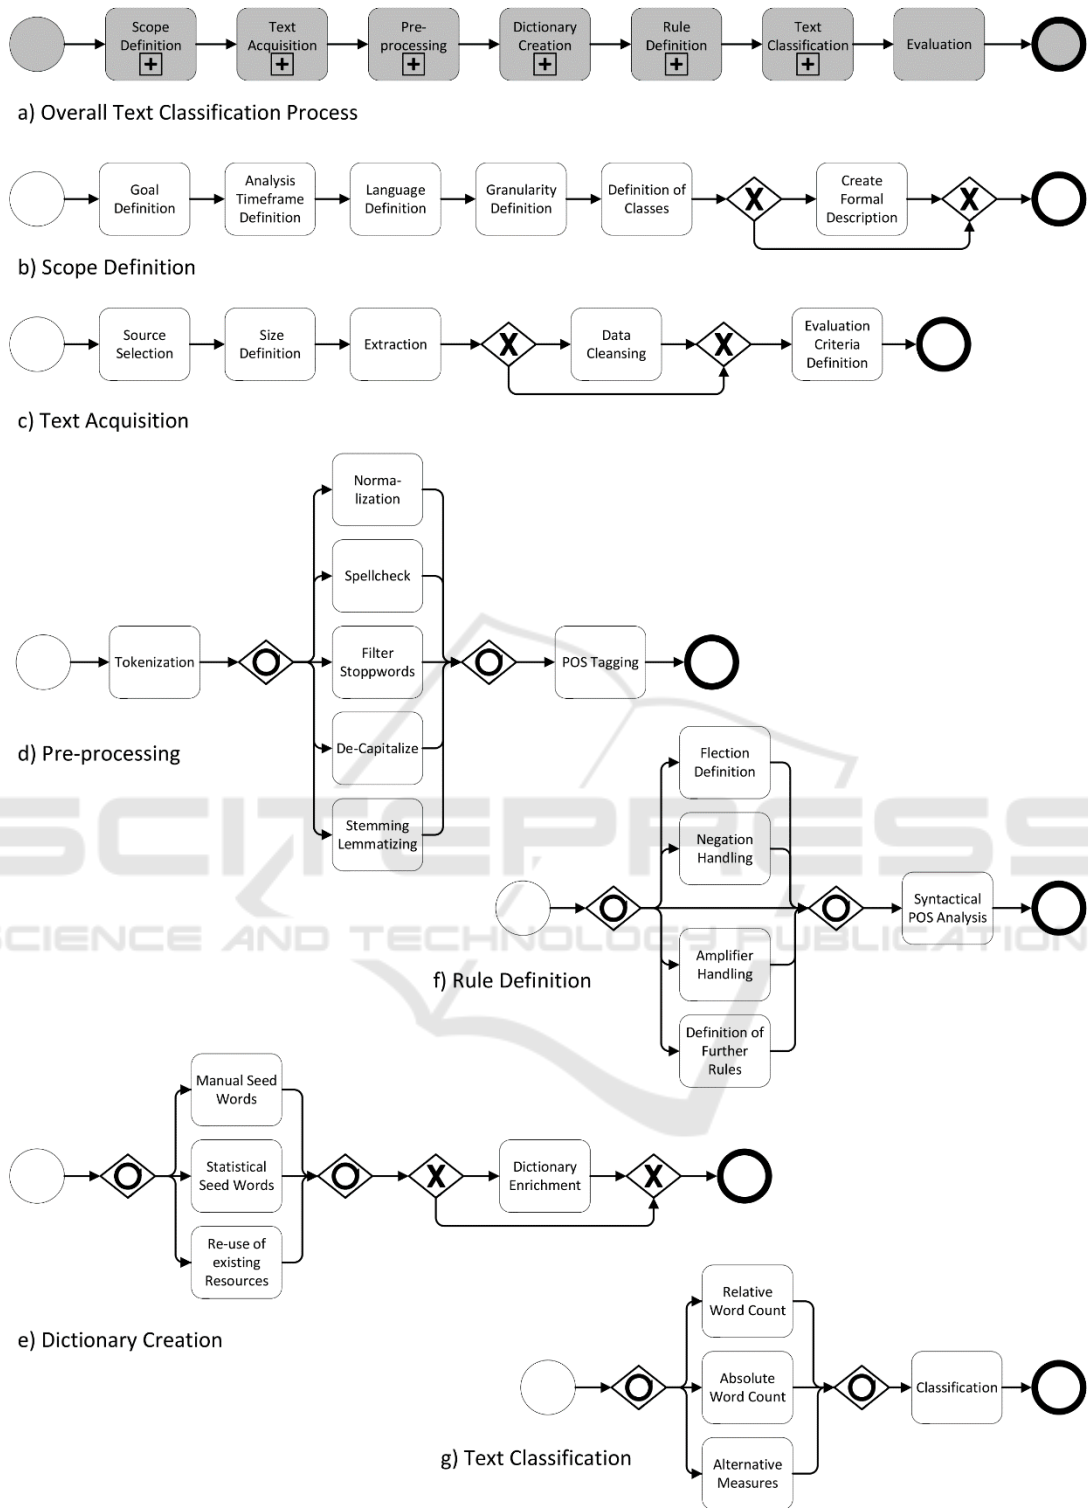 Scope
Definition
Text
Acquisition
Pre-
processing
Dictionary
Creation
Rule
Definition
Text
Classification
Evaluation
a) Overall Text Classification Process
Goal
Definition
Analysis
Timeframe
Definition
Language
Definition
Granularity
Definition
Definition of
Classes
X
Create
Formal
Description
X
b) Scope Definition
Source
Selection
Size
Definition
Extraction
X
Data
Cleansing
X
Evaluation
Criteria
Definition
c) Text Acquisition
Norma-
lization
Spellcheck
Tokenization
Filter
Stoppwords
POS Tagging
De-Capitalize
Stemming
Lemmatizing
d) Pre-processing
SCITEPRESS
SCIENCE AND TECHNOLOGY PUBLICATIONS
Flection
Definition
Negation
Handling
Syntactical
POS Analysis
Amplifier
Handling
Definition of
Further
Rules
f) Rule Definition
Manual Seed
Words
Statistical
Seed Words
Re-use of
existing
Resources
X
Dictionary
Enrichment
X
e) Dictionary Creation
Relative
Word Count
Absolute
Word Count
Classification
Alternative
Measures
g) Text Classification